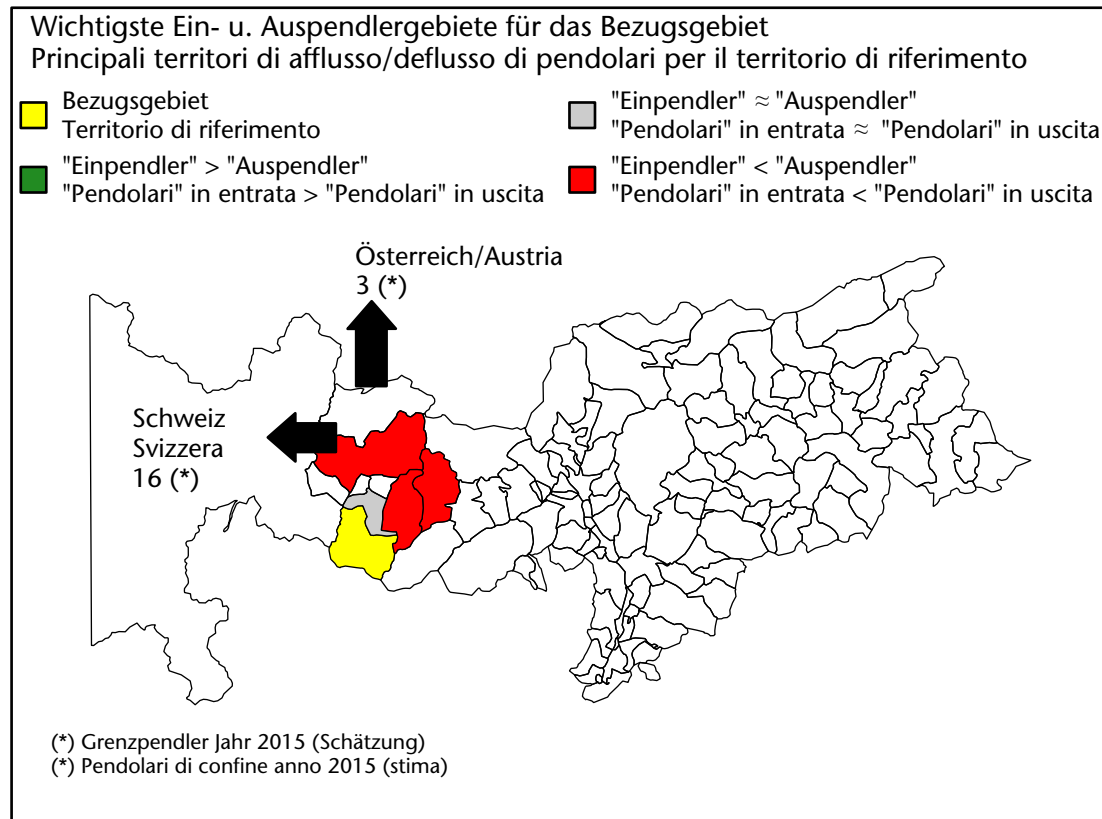 Wichtigste Ein- u. Auspendlergebiete für das Bezugsgebiet
Principali territori di afflusso/deflusso di pendolari per il territorio di riferimento
Bezugsgebiet
Territorio di riferimento
"Einpendler" ≈ "Auspendler"
"Pendolari" in entrata ≈ "Pendolari" in uscita
"Einpendler" > "Auspendler"
"Pendolari" in entrata > "Pendolari" in uscita
"Einpendler" < "Auspendler"
"Pendolari" in entrata < "Pendolari" in uscita
Österreich/Austria
3 (*)
Schweiz
Svizzera
16 (*)
(*) Grenzpendler Jahr 2015 (Schätzung)
(*) Pendolari di confine anno 2015 (stima)